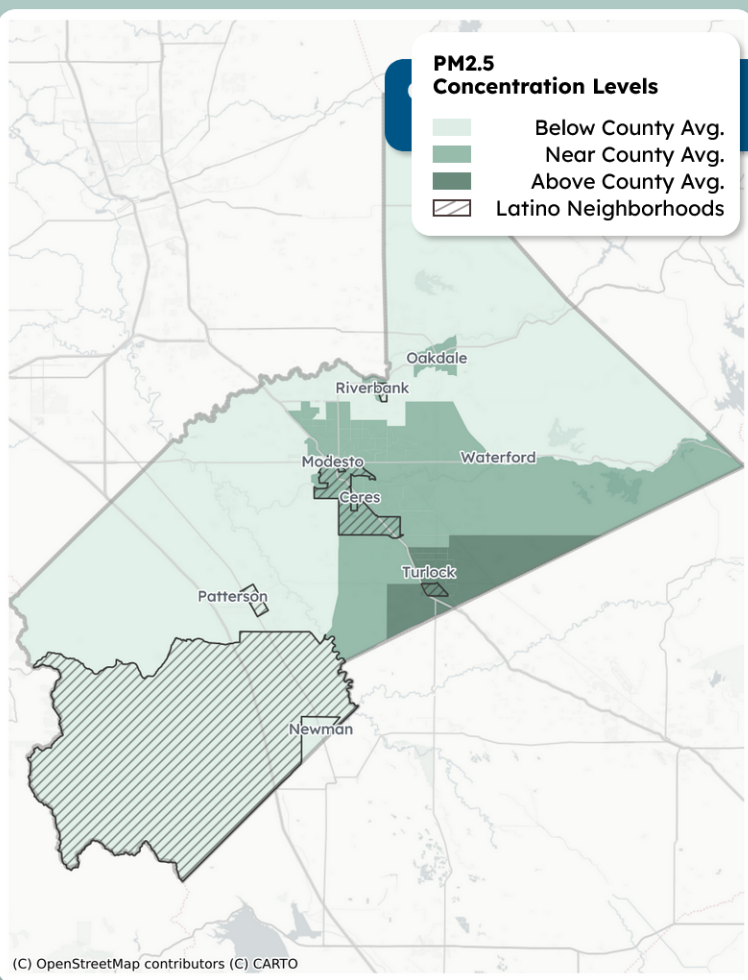 PM2.5
Concentration Levels
Below County Avg.
Near County Avg.
Above County Avg.
Latino Neighborhoods
Oakdale
Riverbank
Modesto
Waterford
Ceres
Turlock
Patterson
Newman
(C) OpenStreetMap contributors (C) CARTO